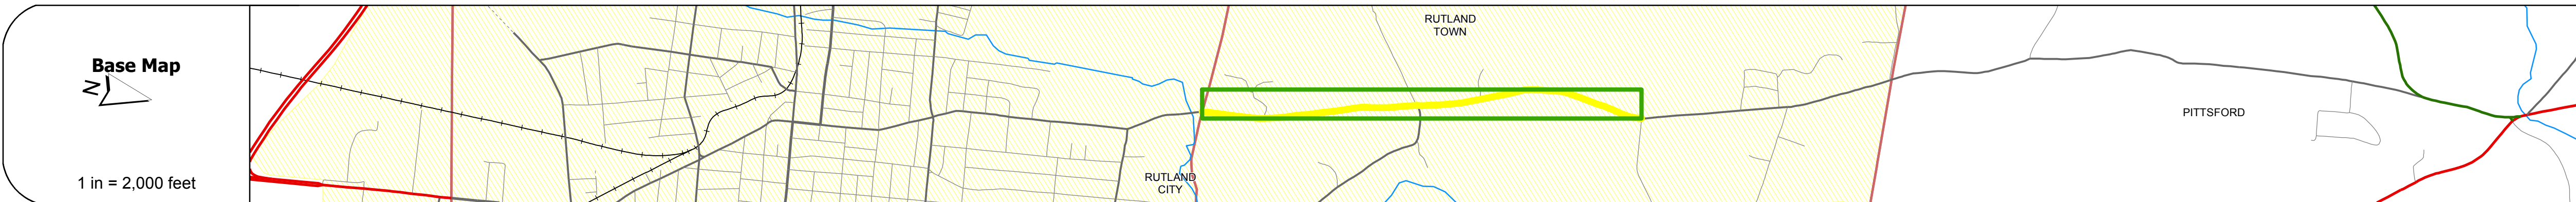 Base Map
N
1 in = 2,000 feet
RUTLAND
TOWN
RUTLAND
CITY
PITTSFORD